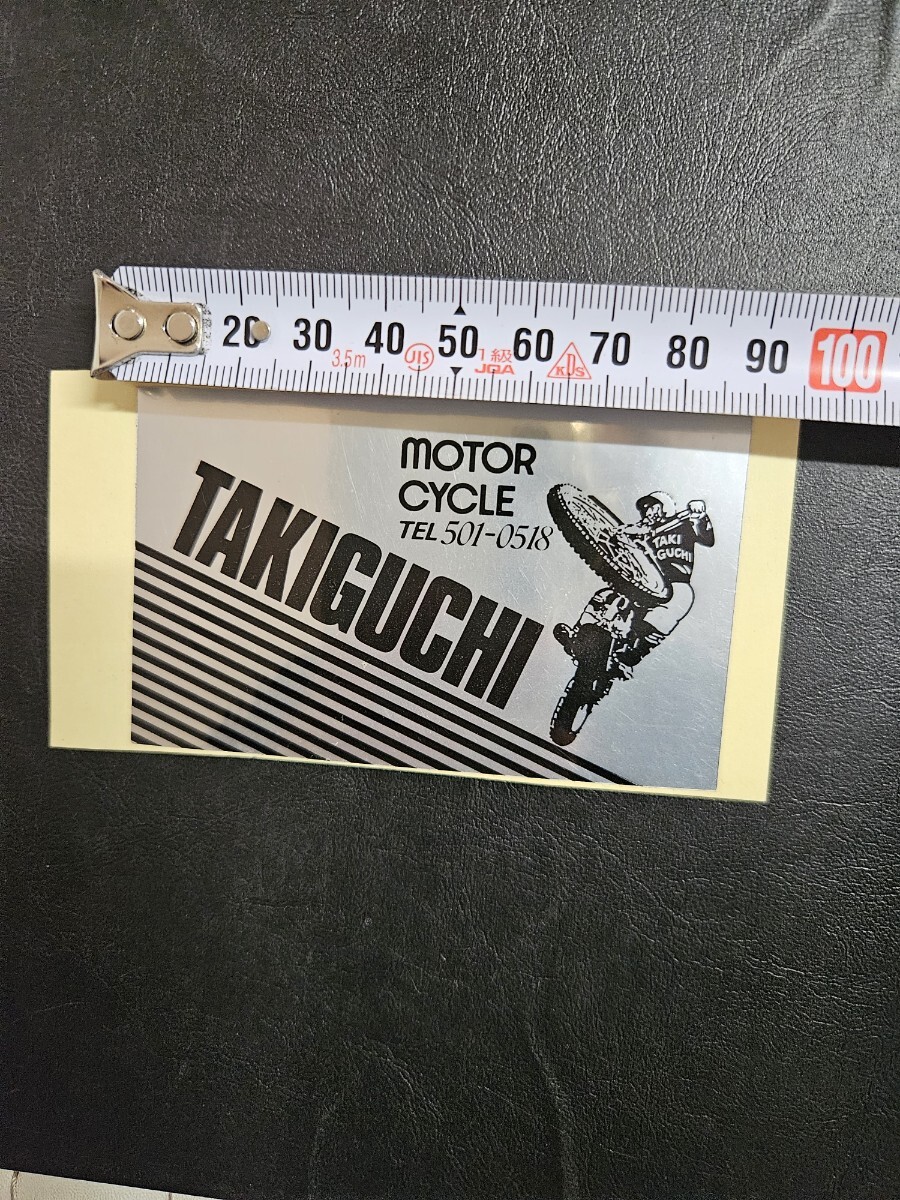 20 30 40 50 60 70 80 90 100
3.5m JIS 1級 JQA KDS
MOTOR
CYCLE
TEL 501-0518
TAKIGUCHI
TAKI
GUCHI